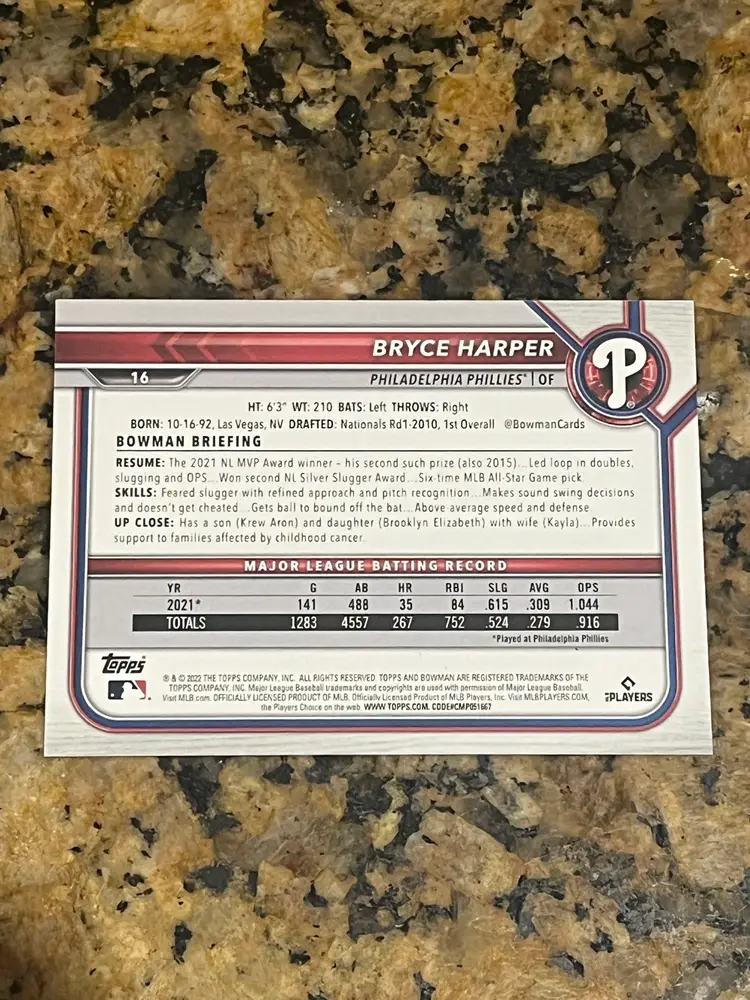 BRYCE HARPER
16
PHILADELPHIA PHILLIES® | OF
P
HT: 6'3" WT: 210 BATS: Left THROWS: Right
BORN: 10-16-92, Las Vegas, NV DRAFTED: Nationals Rd1-2010, 1st Overall @BowmanCards
BOWMAN BRIEFING
RESUME: The 2021 NL MVP Award winner – his second such prize (also 2015)...Led loop in doubles,
slugging and OPS...Won second NL Silver Slugger Award...Six-time MLB All-Star Game pick.
SKILLS: Feared slugger with refined approach and pitch recognition...Makes sound swing decisions
and doesn't get cheated...Gets ball to bound off the bat...Above-average speed and defense.
UP CLOSE: Has a son (Krew Aron) and daughter (Brooklyn Elizabeth) with wife (Kayla)...Provides
support to families affected by childhood cancer.
MAJOR LEAGUE BATTING RECORD
YR G AB HR RBI SLG AVG OPS
2021* 141 488 35 84 .615 .309 1.044
TOTALS 1283 4557 267 752 .524 .279 .916
*Played at Philadelphia Phillies
Topps
® & © 2022 THE TOPPS COMPANY, INC. ALL RIGHTS RESERVED. TOPPS AND BOWMAN ARE REGISTERED TRADEMARKS OF THE
TOPPS COMPANY, INC. Major League Baseball trademarks and copyrights are used with permission of Major League Baseball.
Visit MLB.com. OFFICIALLY LICENSED PRODUCT OF MLB Players, Inc. Visit MLBPLAYERS.COM,
the Players Choice on the web. WWW.TOPPS.COM. CODE#CMP051667
PLAYERS